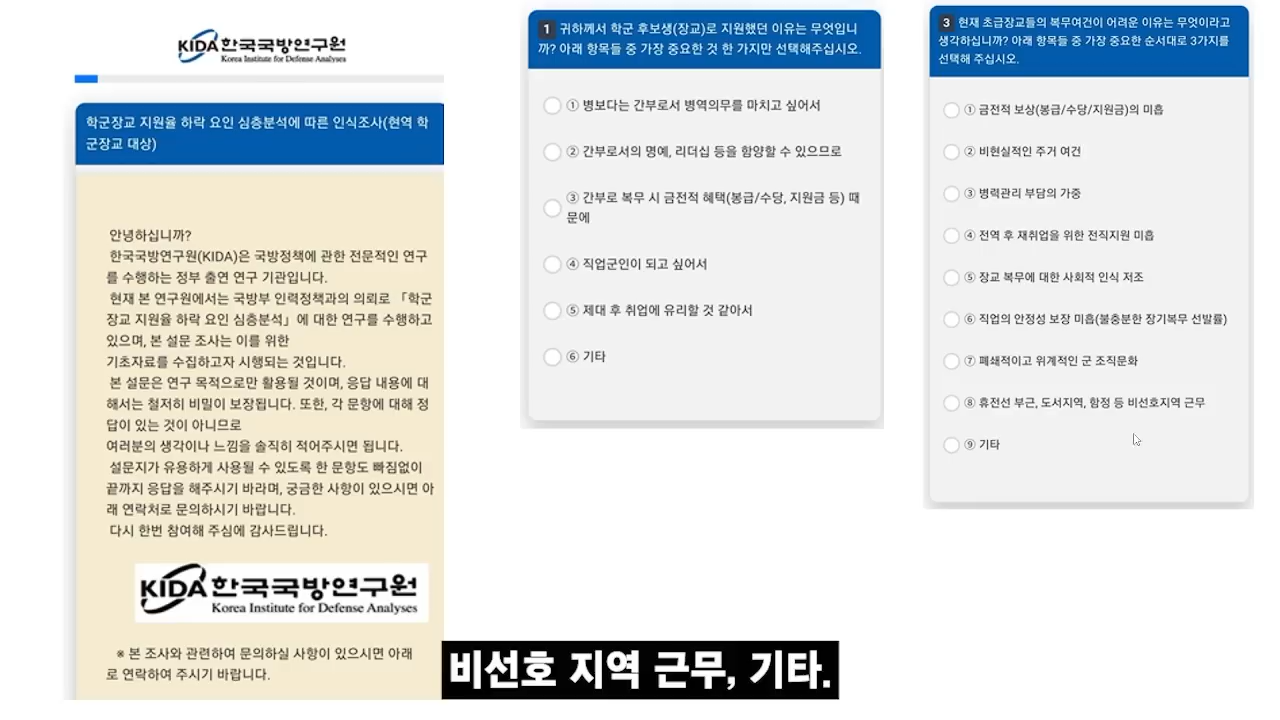 KIDA 한국국방연구원
Korea Institute for Defense Analyses
학군장교 지원율 하락 요인 심층분석에 따른 인식조사(현역 학
군장교 대상)
안녕하십니까?
한국국방연구원(KIDA)은 국방정책에 관한 전문적인 연구
를 수행하는 정부 출연 연구 기관입니다.
현재 본 연구원에서는 국방부 인력정책과의 의뢰로 「학군
장교 지원율 하락 요인 심층분석」에 대한 연구를 수행하고
있으며, 본 설문 조사는 이를 위한
기초자료를 수집하고자 시행되는 것입니다.
본 설문은 연구 목적으로만 활용될 것이며, 응답 내용에 대
해서는 철저히 비밀이 보장됩니다. 또한, 각 문항에 대해 정
답이 있는 것이 아니므로
여러분의 생각이나 느낌을 솔직히 적어주시면 됩니다.
설문지가 유용하게 사용될 수 있도록 한 문항도 빠짐없이
끝까지 응답을 해주시기 바라며, 궁금한 사항이 있으시면 아
래 연락처로 문의하시기 바랍니다.
다시 한번 참여해 주심에 감사드립니다.
KIDA 한국국방연구원
Korea Institute for Defense Analyses
※ 본 조사와 관련하여 문의하실 사항이 있으시면 아래
로 연락하여 주시기 바랍니다.
1 귀하께서 학군 후보생(장교)로 지원했던 이유는 무엇입니
까? 아래 항목들 중 가장 중요한 것 한 가지만 선택해주십시오.
① 병보다는 간부로서 병역의무를 마치고 싶어서
② 간부로서의 명예, 리더십 등을 함양할 수 있으므로
③ 간부로 복무 시 금전적 혜택(봉급/수당, 지원금 등) 때
문에
④ 직업군인이 되고 싶어서
⑤ 제대 후 취업에 유리할 것 같아서
⑥ 기타
3 현재 초급장교들의 복무여건이 어려운 이유는 무엇이라고
생각하십니까? 아래 항목들 중 가장 중요한 순서대로 3가지를
선택해 주십시오.
① 금전적 보상(봉급/수당/지원금)의 미흡
② 비현실적인 주거 여건
③ 병력관리 부담의 가중
④ 전역 후 재취업을 위한 전직지원 미흡
⑤ 장교 복무에 대한 사회적 인식 저조
⑥ 직업의 안정성 보장 미흡(불충분한 장기복무 선발률)
⑦ 폐쇄적이고 위계적인 군 조직문화
⑧ 휴전선 부근, 도서지역, 함정 등 비선호지역 근무
⑨ 기타
비선호 지역 근무, 기타.